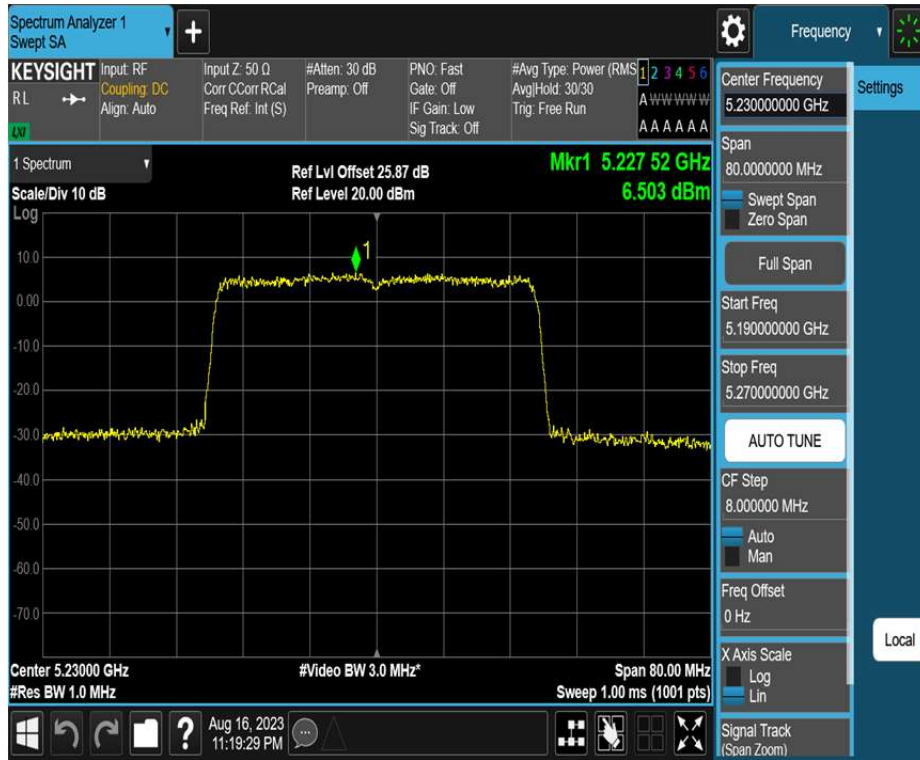 Spectrum Analyzer 1
Swept SA
+
Frequency
KEYSIGHT
R L
LXI
Input: RF
Coupling: DC
Align: Auto
Input Z: 50 Ω
Corr CCorr RCal
Freq Ref: Int (S)
#Atten: 30 dB
Preamp: Off
PNO: Fast
Gate: Off
IF Gain: Low
Sig Track: Off
#Avg Type: Power (RMS
Avg|Hold: 30/30
Trig: Free Run
1 2 3 4 5 6
A W W W W W
A A A A A A
1 Spectrum
Scale/Div 10 dB
Log
Ref Lvl Offset 25.87 dB
Ref Level 20.00 dBm
Mkr1 5.227 52 GHz
6.503 dBm
1
10.0
0.00
-10.0
-20.0
-30.0
-40.0
-50.0
-60.0
-70.0
Center 5.23000 GHz
#Res BW 1.0 MHz
#Video BW 3.0 MHz*
Span 80.00 MHz
Sweep 1.00 ms (1001 pts)
?
Aug 16, 2023
11:19:29 PM
Center Frequency
5.230000000 GHz
Span
80.0000000 MHz
Swept Span
Zero Span
Full Span
Start Freq
5.190000000 GHz
Stop Freq
5.270000000 GHz
AUTO TUNE
CF Step
8.000000 MHz
Auto
Man
Freq Offset
0 Hz
X Axis Scale
Log
Lin
Signal Track
(Span Zoom)
Settings
Local